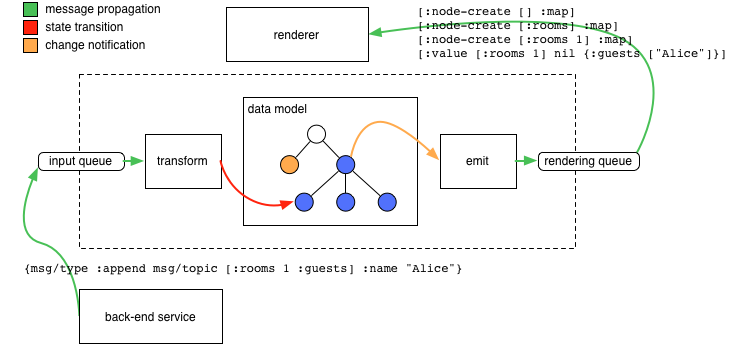 message propagation
state transition
change notification
renderer
[:node-create [] :map]
[:node-create [:rooms] :map]
[:node-create [:rooms 1] :map]
[:value [:rooms 1] nil {:guests ["Alice"]}]
input queue
transform
data model
emit
rendering queue
{msg/type :append msg/topic [:rooms 1 :guests] :name "Alice"}
back-end service